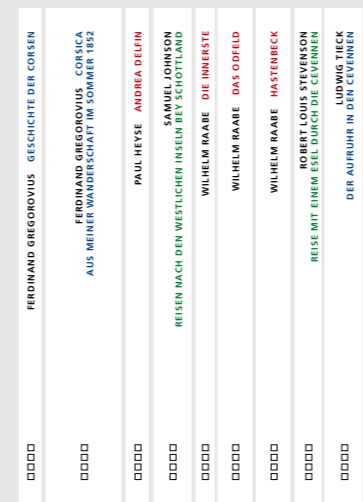 FERDINAND GREGOROVIUS GESCHICHTE DER CORSEN
FERDINAND GREGOROVIUS CORSICA
AUS MEINER WANDERSCHAFT IM SOMMER 1852
PAUL HEYSE ANDREA DELFIN
SAMUEL JOHNSON
REISEN NACH DEN WESTLICHEN INSELN BEY SCHOTTLAND
WILHELM RAABE DIE INNERSTE
WILHELM RAABE DAS ODFELD
WILHELM RAABE HASTENBECK
ROBERT LOUIS STEVENSON
REISE MIT EINEM ESEL DURCH DIE CEVENNEN
LUDWIG TIECK
DER AUFRUHR IN DEN CEVENNEN